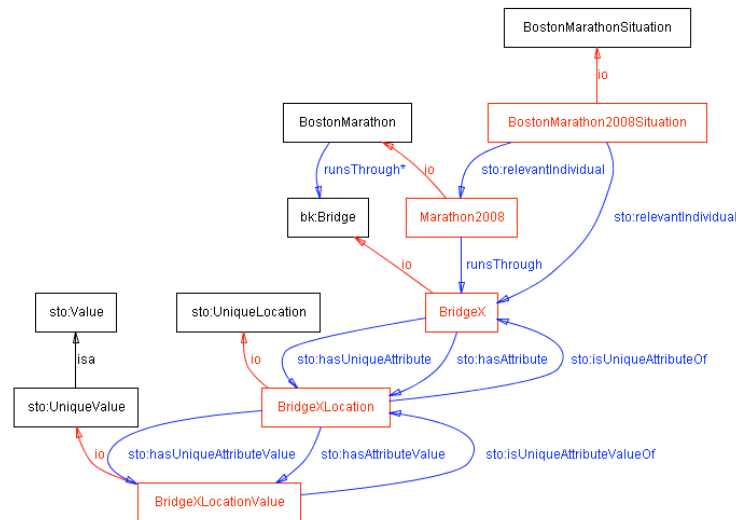 BostonMarathonSituation
io
BostonMarathon
BostonMarathon2008Situation
runsThrough*
io
sto:relevantIndividual
bk:Bridge
Marathon2008
sto:relevantIndividual
io
runsThrough
sto:Value
sto:UniqueLocation
BridgeX
isa
io
sto:hasUniqueAttribute
sto:hasAttribute
sto:isUniqueAttributeOf
sto:UniqueValue
BridgeXLocation
io
sto:hasUniqueAttributeValue
sto:hasAttributeValue
sto:isUniqueAttributeValueOf
BridgeXLocationValue